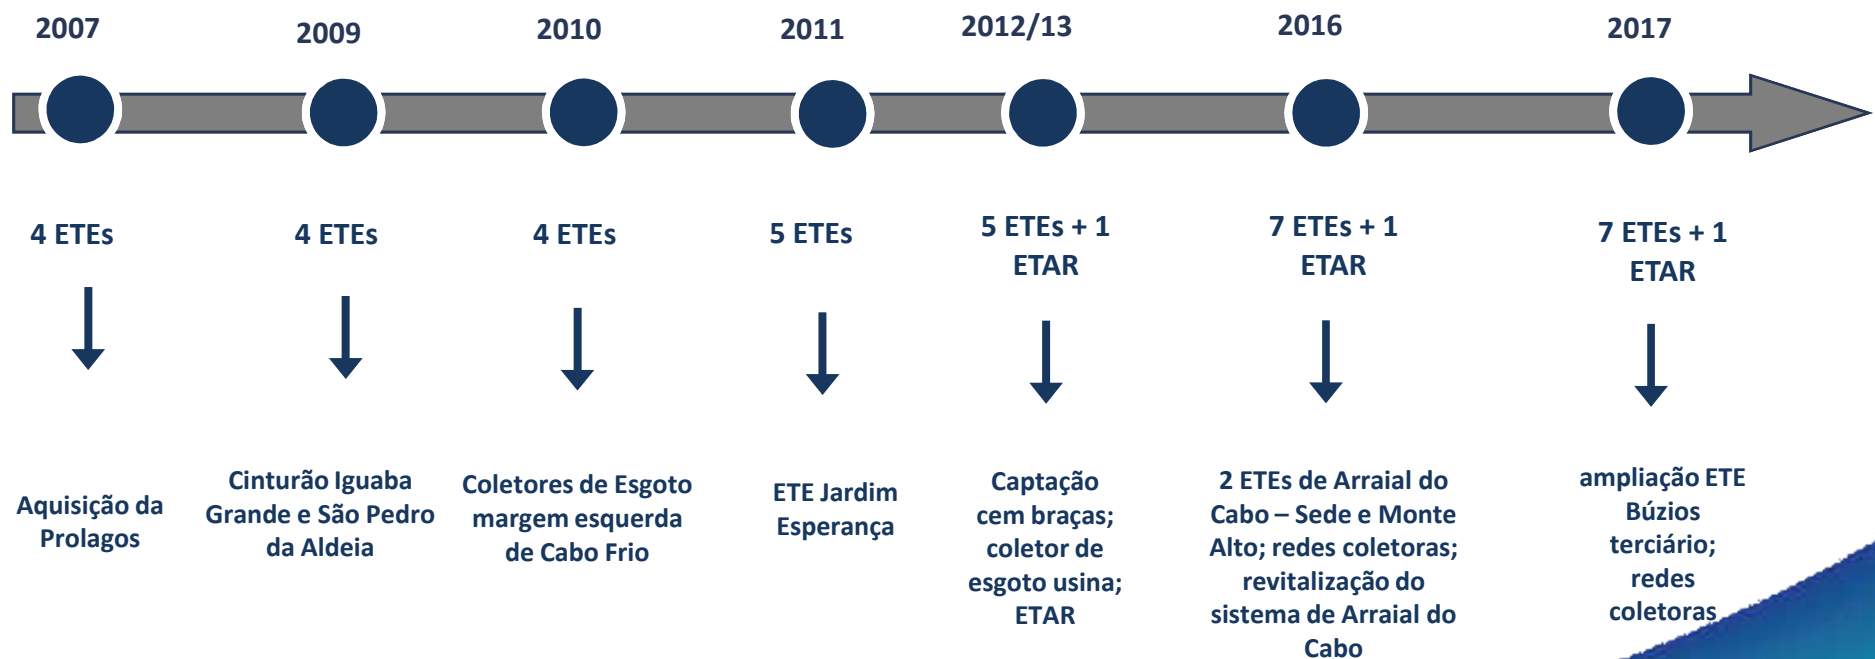 2007
2009
2010
2011
2012/13
2016
2017
4 ETEs
4 ETEs
4 ETEs
5 ETEs
5 ETEs + 1
ETAR
7 ETEs + 1
ETAR
7 ETEs + 1
ETAR
Aquisição da
Prolagos
Cinturão Iguaba
Grande e São Pedro
da Aldeia
Coletores de Esgoto
margem esquerda
de Cabo Frio
ETE Jardim
Esperança
Captação
cem braças;
coletor de
esgoto usina;
ETAR
2 ETEs de Arraial do
Cabo – Sede e Monte
Alto; redes coletoras;
revitalização do
sistema de Arraial do
Cabo
ampliação ETE
Búzios
terciário;
redes
coletoras